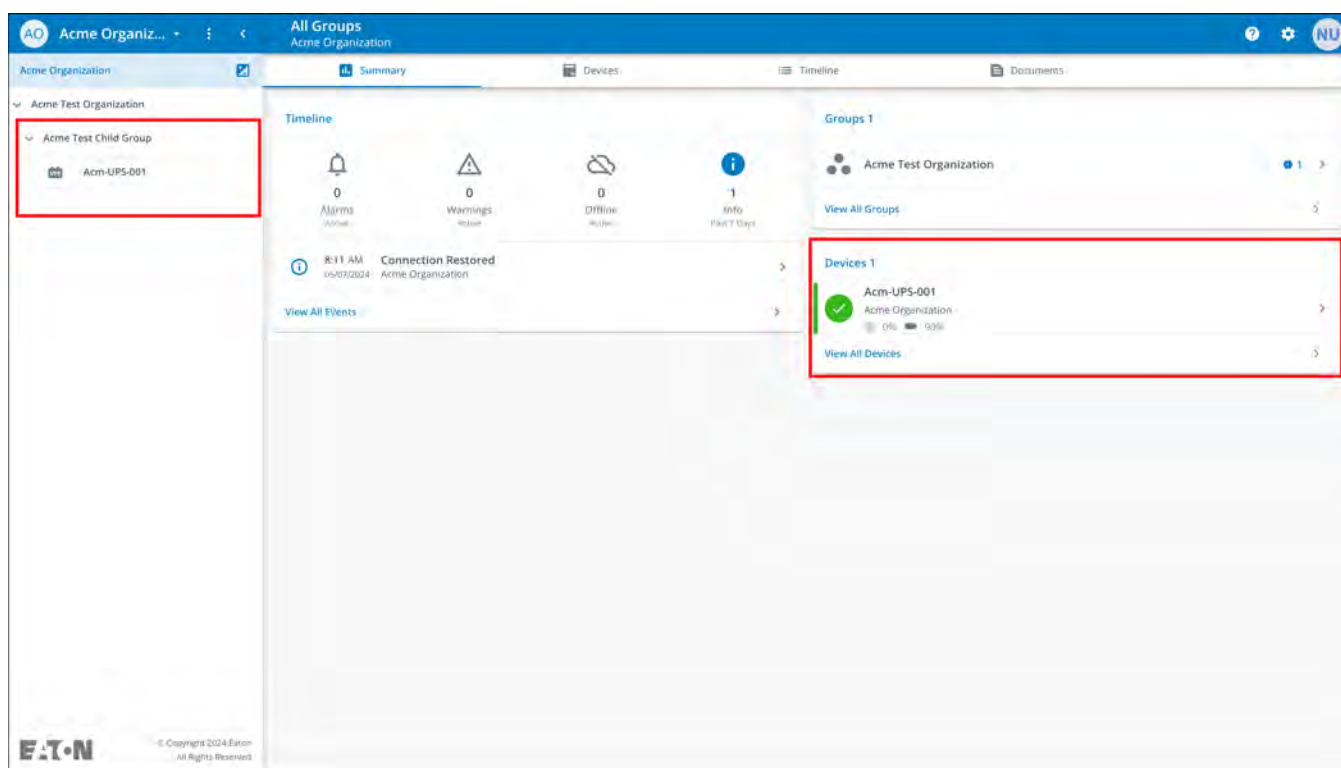 AO Acme Organiz...
All Groups
Acme Organization
NU
Acme Organization
Summary
Devices
Timeline
Documents
Acme Test Organization
Acme Test Child Group
Acm-UPS-001
Timeline
0
Alarms
Active
0
Warnings
Active
0
Offline
Active
1
Info
Past 7 Days
8:11 AM Connection Restored
05/07/2024 Acme Organization
View All Events
Groups 1
Acme Test Organization
1
View All Groups
Devices 1
Acm-UPS-001
Acme Organization
0% 93%
View All Devices
EATON
© Copyright 2024 Eaton
All Rights Reserved